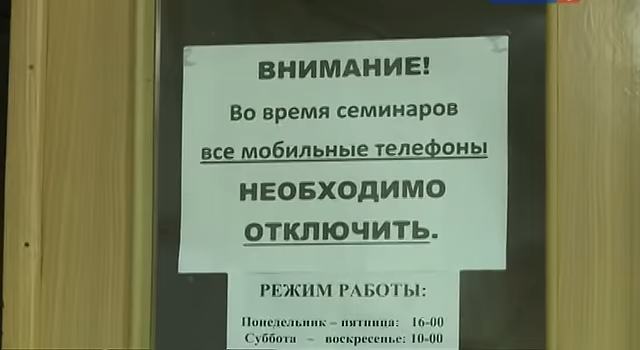 ВНИМАНИЕ!
Во время семинаров
все мобильные телефоны
НЕОБХОДИМО
ОТКЛЮЧИТЬ.
РЕЖИМ РАБОТЫ:
Понедельник – пятница: 16-00
Суббота – воскресенье: 10-00